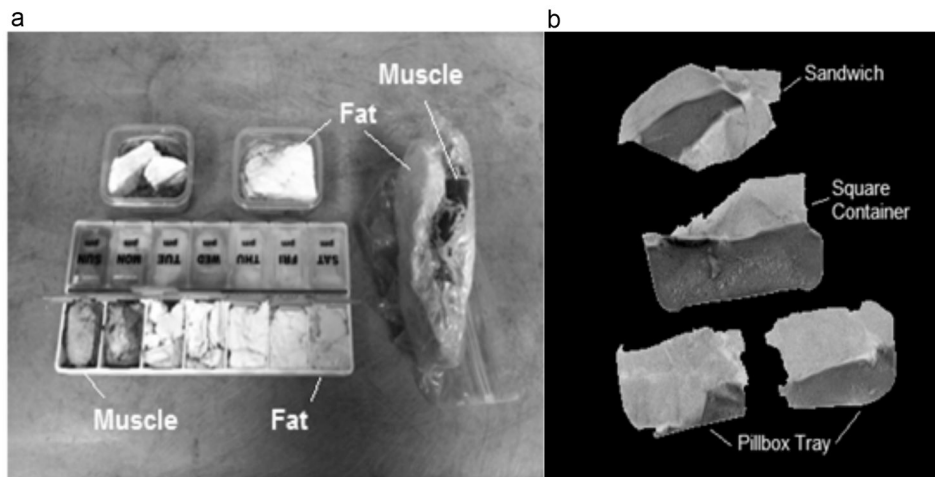 a
b
Muscle
Fat
Sandwich
Square
Container
SUN
MON
TUE
WED
THU
FRI
SAT
Muscle
Fat
Pillbox Tray